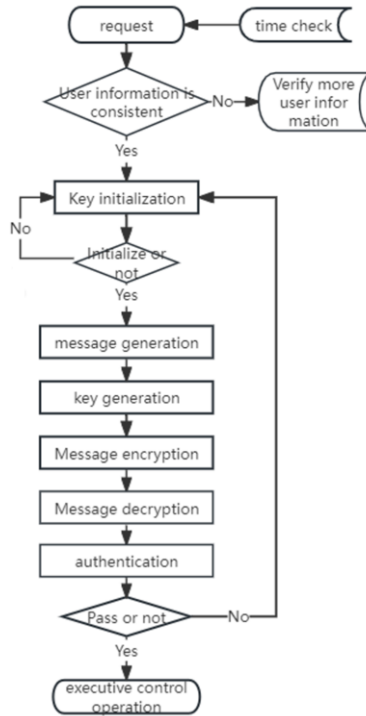 request
time check
User information is
consistent
No
Verify more
user infor
mation
Yes
Key initialization
No
Initialize or
not
Yes
message generation
key generation
Message encryption
Message decryption
authentication
Pass or not
No
Yes
executive control
operation